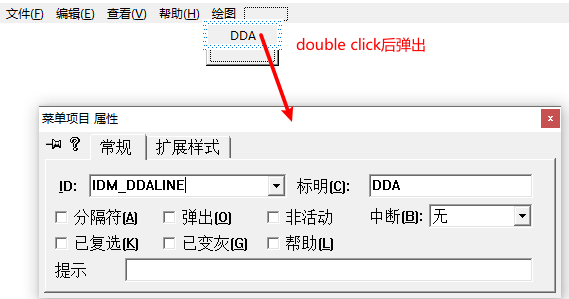 文件(F) 编辑(E) 查看(V) 帮助(H) 绘图
DDA
double click后弹出
菜单项目 属性
常规 扩展样式
ID: IDM_DDALINE 标明(C): DDA
分隔符(A) 弹出(O) 非活动 中断(B): 无
已复选(K) 已变灰(G) 帮助(L)
提示